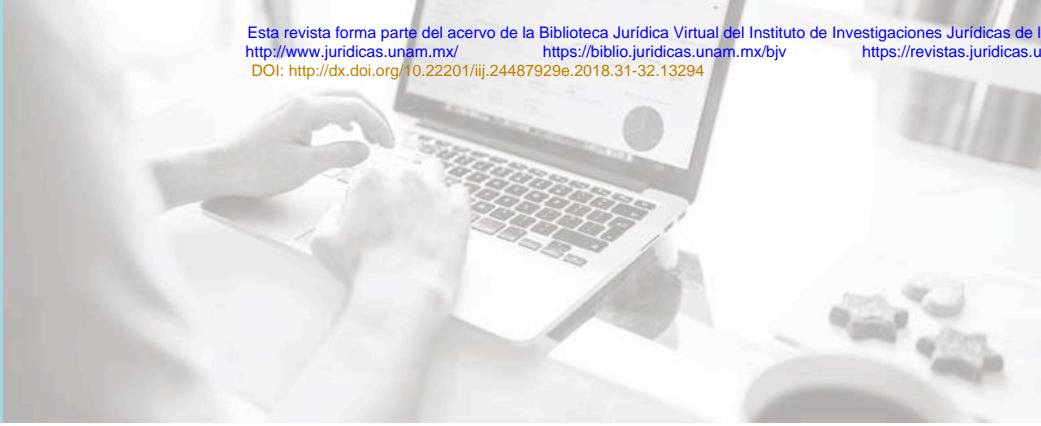 Esta revista forma parte del acervo de la Biblioteca Jurídica Virtual del Instituto de Investigaciones Jurídicas de l
http://www.juridicas.unam.mx/ https://biblio.juridicas.unam.mx/bjv https://revistas.juridicas.u
DOI: http://dx.doi.org/10.22201/iij.24487929e.2018.31-32.13294